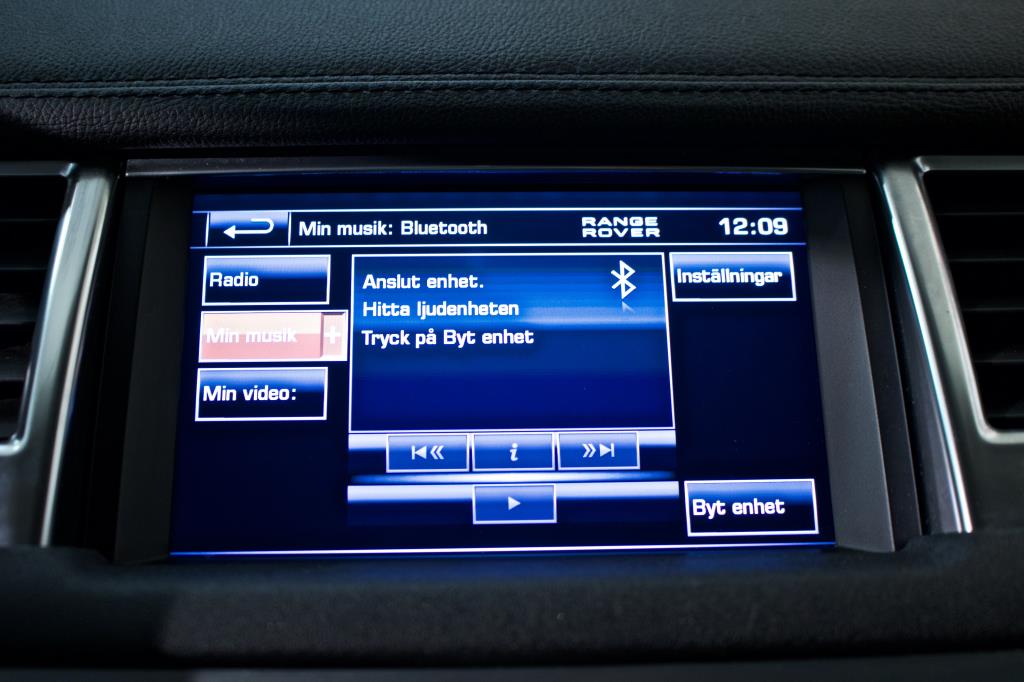 Min musik: Bluetooth
RANGE ROVER
12:09
Radio
Min musik +
Min video:
Anslut enhet.
Hitta ljudenheten
Tryck på Byt enhet
Inställningar
i
Byt enhet